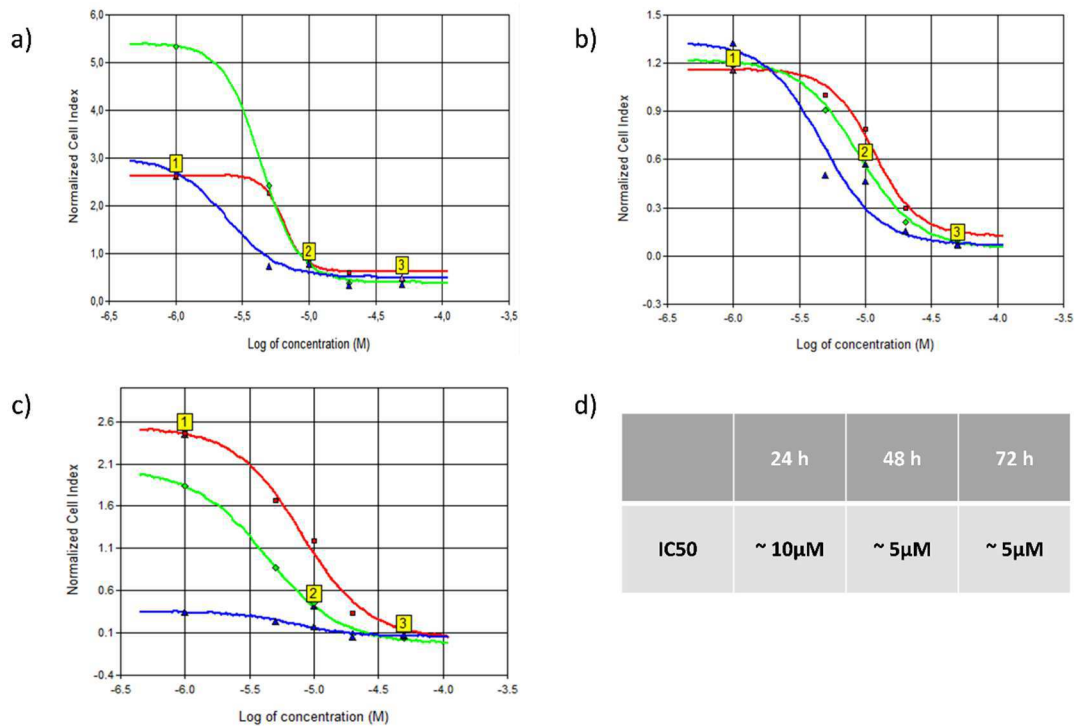 a)
Normalized Cell Index
6,0
5,0
4,0
3,0
2,0
1,0
0,0
1
2
3
-6,5 -6,0 -5,5 -5,0 -4,5 -4,0 -3,5
Log of concentration (M)
b)
Normalized Cell Index
1.5
1.2
0.9
0.6
0.3
0.0
-0.3
1
2
3
-6.5 -6.0 -5.5 -5.0 -4.5 -4.0 -3.5
Log of concentration (M)
c)
Normalized Cell Index
2.6
2.1
1.6
1.1
0.6
0.1
-0.4
1
2
3
-6.5 -6.0 -5.5 -5.0 -4.5 -4.0 -3.5
Log of concentration (M)
d)
24 h 48 h 72 h
IC50 ~ 10µM ~ 5µM ~ 5µM